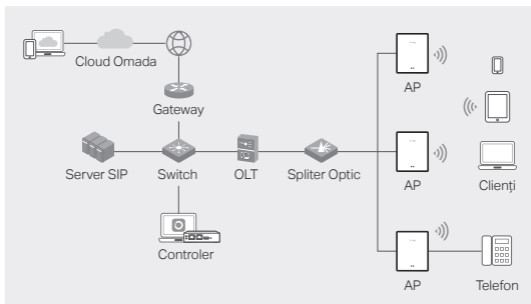 Cloud Omada
Gateway
AP
Server SIP
Switch
OLT
Spliter Optic
AP
Clienți
Controler
AP
Telefon